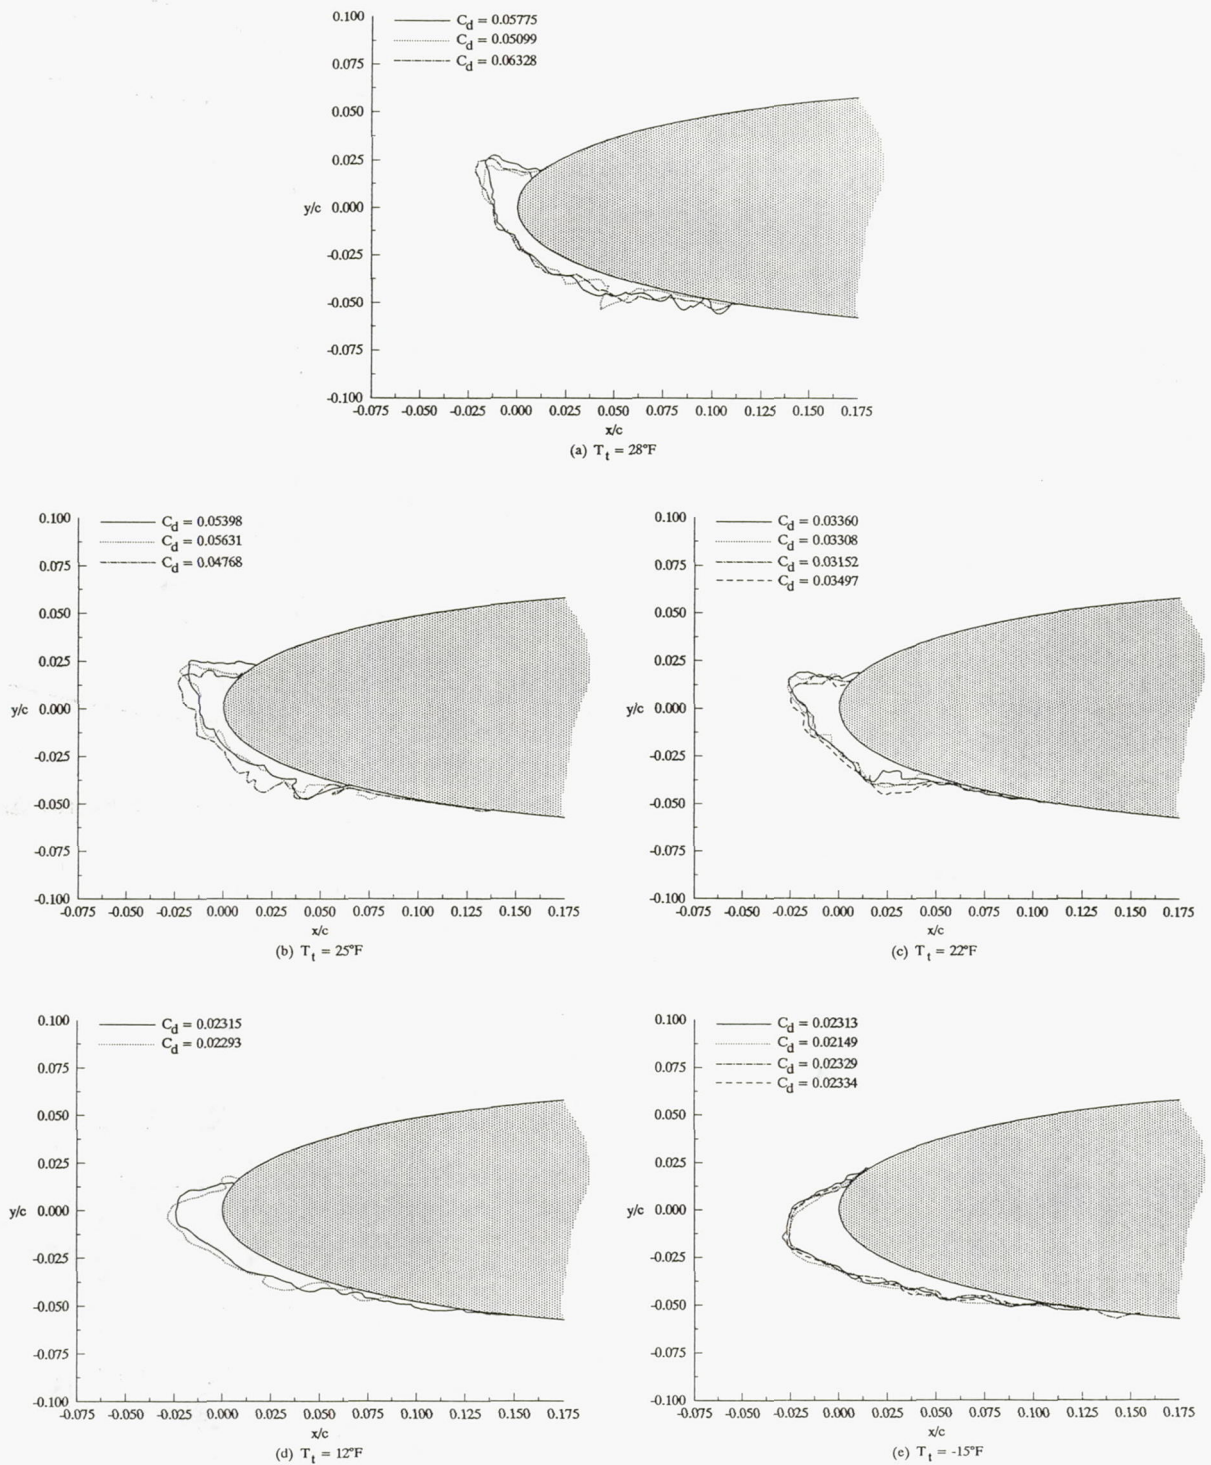 C_d = 0.05775
C_d = 0.05099
C_d = 0.06328
0.100
0.075
0.050
0.025
y/c 0.000
-0.025
-0.050
-0.075
-0.100
-0.075 -0.050 -0.025 0.000 0.025 0.050 0.075 0.100 0.125 0.150 0.175
x/c
(a) T_t = 28°F
C_d = 0.05398
C_d = 0.05631
C_d = 0.04768
0.100
0.075
0.050
0.025
y/c 0.000
-0.025
-0.050
-0.075
-0.100
-0.075 -0.050 -0.025 0.000 0.025 0.050 0.075 0.100 0.125 0.150 0.175
x/c
(b) T_t = 25°F
C_d = 0.03360
C_d = 0.03308
C_d = 0.03152
C_d = 0.03497
0.100
0.075
0.050
0.025
y/c 0.000
-0.025
-0.050
-0.075
-0.100
-0.075 -0.050 -0.025 0.000 0.025 0.050 0.075 0.100 0.125 0.150 0.175
x/c
(c) T_t = 22°F
C_d = 0.02315
C_d = 0.02293
0.100
0.075
0.050
0.025
y/c 0.000
-0.025
-0.050
-0.075
-0.100
-0.075 -0.050 -0.025 0.000 0.025 0.050 0.075 0.100 0.125 0.150 0.175
x/c
(d) T_t = 12°F
C_d = 0.02313
C_d = 0.02149
C_d = 0.02329
C_d = 0.02334
0.100
0.075
0.050
0.025
y/c 0.000
-0.025
-0.050
-0.075
-0.100
-0.075 -0.050 -0.025 0.000 0.025 0.050 0.075 0.100 0.125 0.150 0.175
x/c
(e) T_t = -15°F